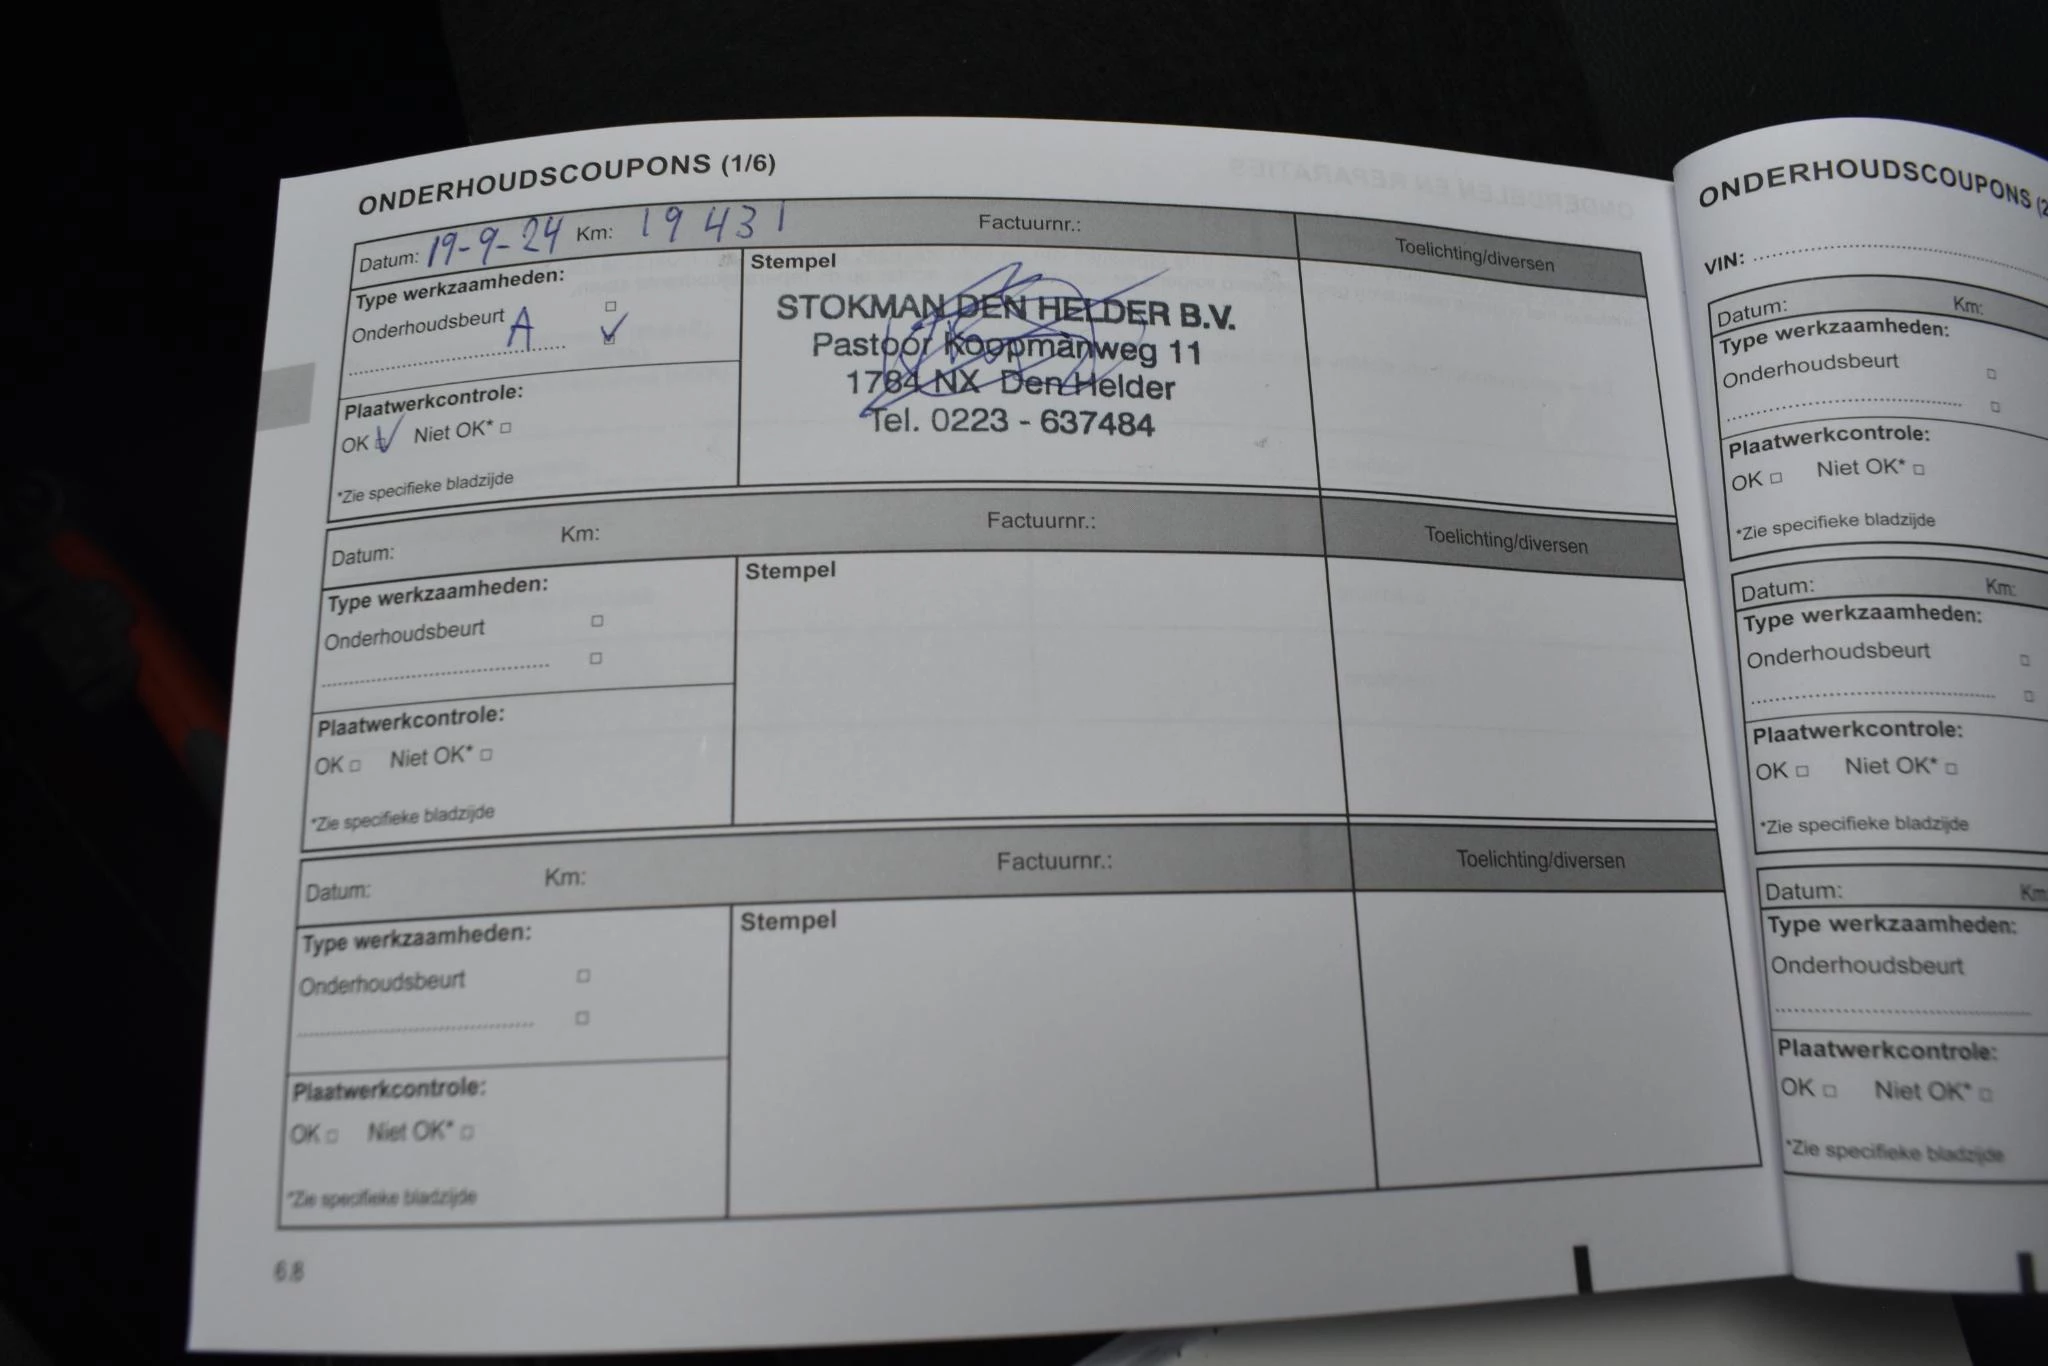 ONDERHOUDSCOUPONS (1/6)
Datum: 19-9-24 Km: 19 431 Factuurnr.: Toelichting/diversen
Type werkzaamheden:
Onderhoudsbeurt A
Plaatwerkcontrole:
OK Niet OK*
*Zie specifieke bladzijde
Stempel
STOKMAN DEN HELDER B.V.
Pastoor Koopmanweg 11
1784 NX Den Helder
Tel. 0223 - 637484
Datum: Km: Factuurnr.: Toelichting/diversen
Type werkzaamheden:
Onderhoudsbeurt
Plaatwerkcontrole:
OK Niet OK*
*Zie specifieke bladzijde
Stempel
Datum: Km: Factuurnr.: Toelichting/diversen
Type werkzaamheden:
Onderhoudsbeurt
Plaatwerkcontrole:
OK Niet OK*
*Zie specifieke bladzijde
Stempel
6.8
ONDERHOUDSCOUPONS (2
VIN:
Datum: Km:
Type werkzaamheden:
Onderhoudsbeurt
Plaatwerkcontrole:
OK Niet OK*
*Zie specifieke bladzijde
Datum: Km:
Type werkzaamheden:
Onderhoudsbeurt
Plaatwerkcontrole:
OK Niet OK*
*Zie specifieke bladzijde
Datum: Km:
Type werkzaamheden:
Onderhoudsbeurt
Plaatwerkcontrole:
OK Niet OK*
*Zie specifieke bladzijde